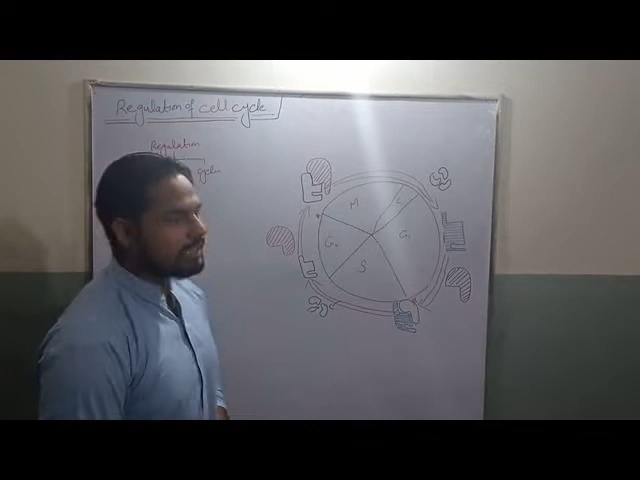 Regulation of cell cycle
Regulation
M
C
G₁
S
G₂